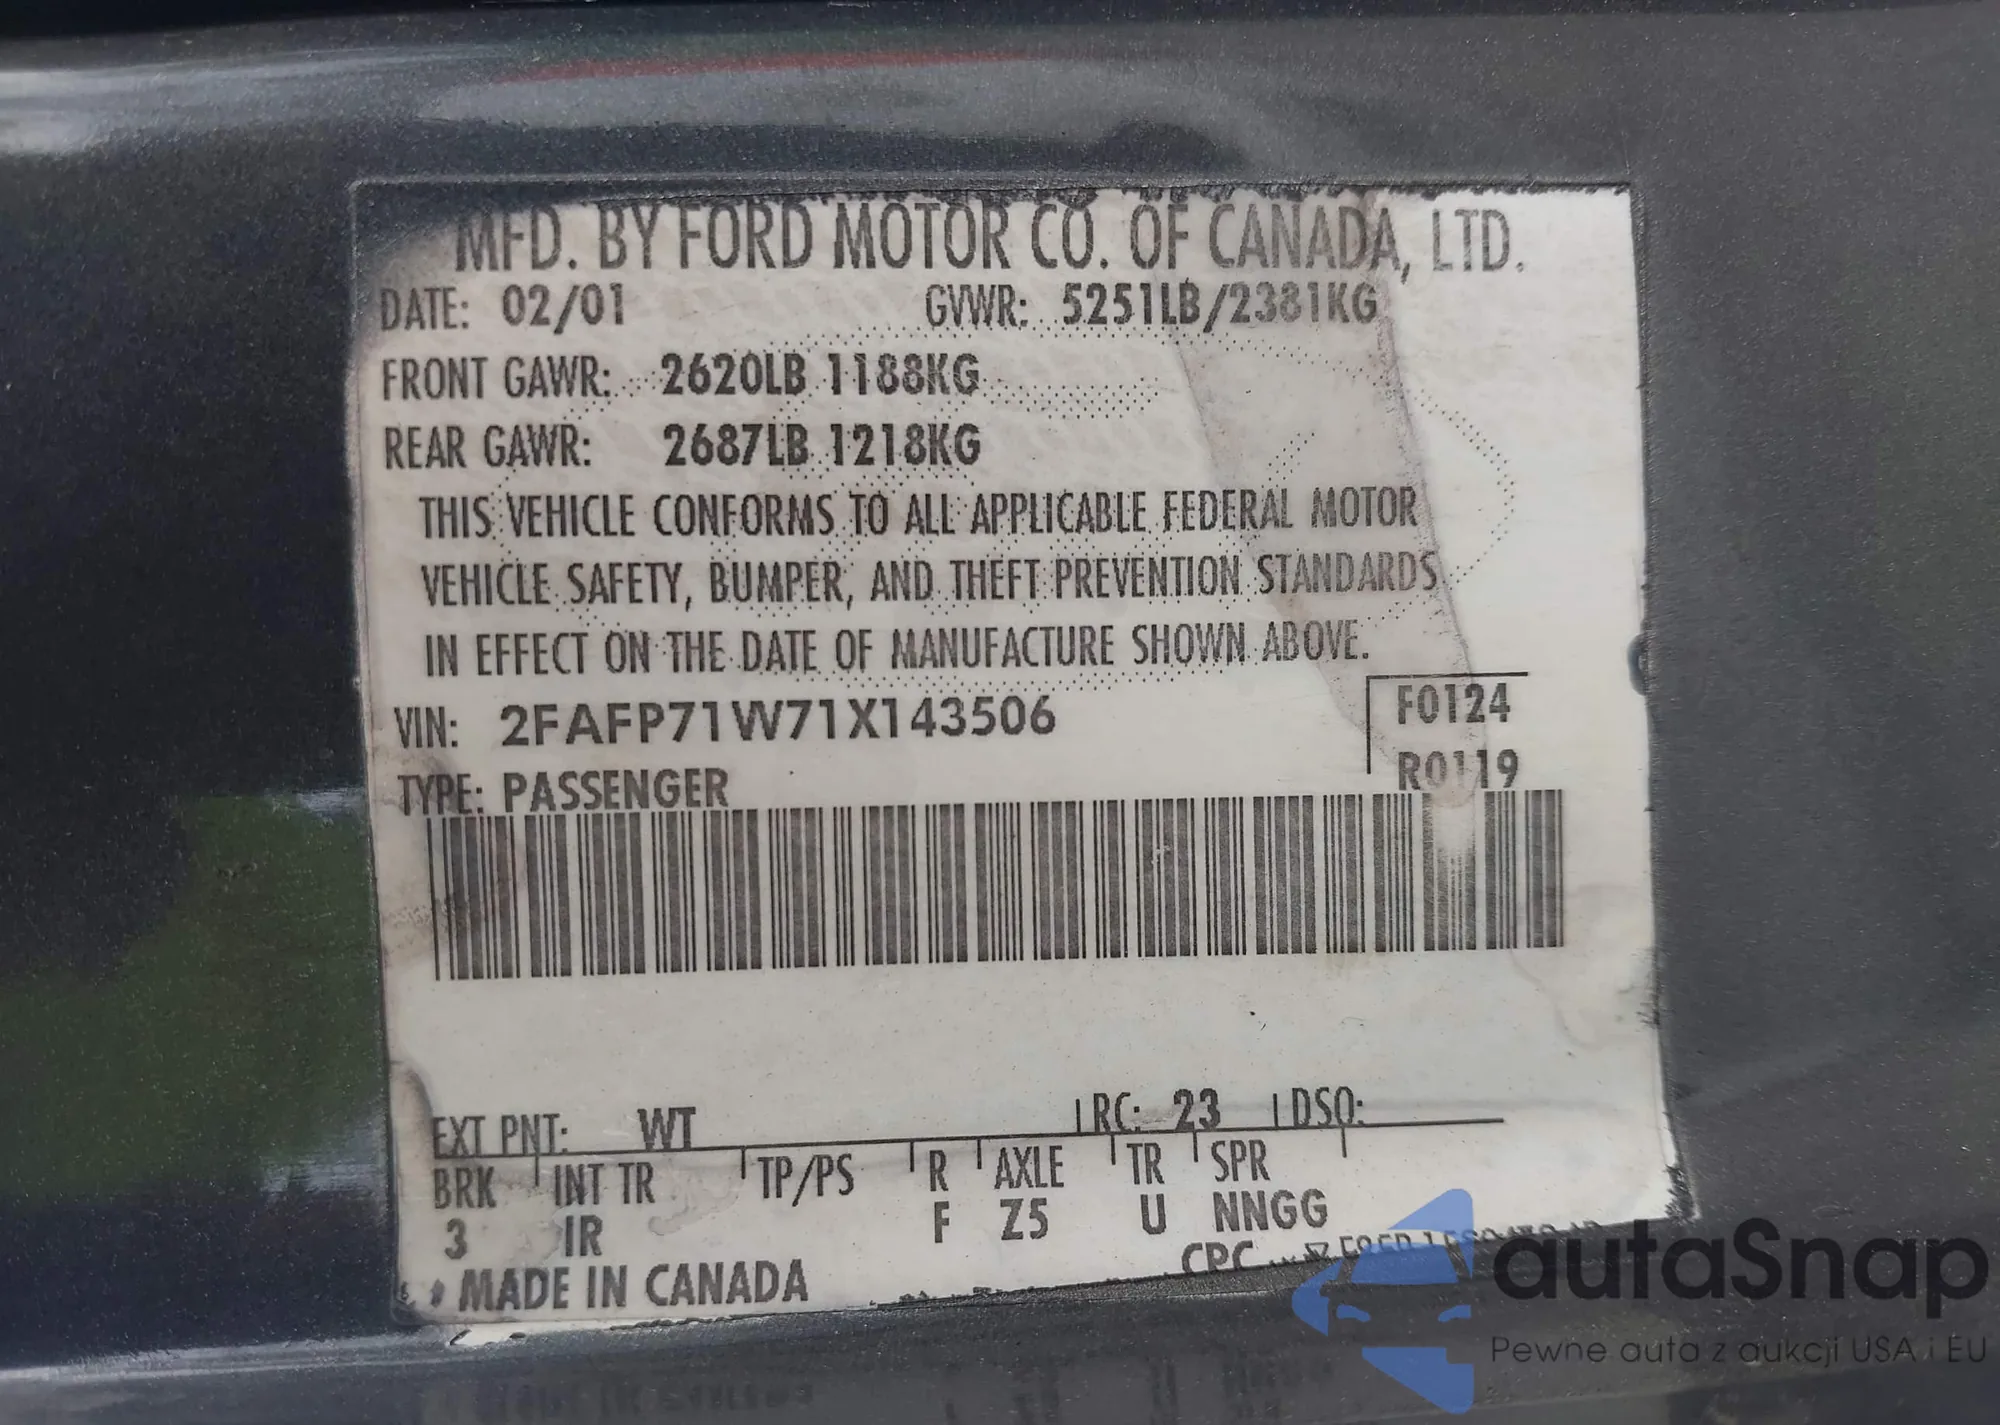 MFD. BY FORD MOTOR CO. OF CANADA, LTD.
DATE: 02/01 GVWR: 5251LB/2381KG
FRONT GAWR: 2620LB 1188KG
REAR GAWR: 2687LB 1218KG
THIS VEHICLE CONFORMS TO ALL APPLICABLE FEDERAL MOTOR
VEHICLE SAFETY, BUMPER, AND THEFT PREVENTION STANDARDS
IN EFFECT ON THE DATE OF MANUFACTURE SHOWN ABOVE.
VIN: 2FAFP71W71X143506 F0124
TYPE: PASSENGER R0119
EXT PNT: WT RC: 23 DSO:
BRK INT TR TP/PS R AXLE TR SPR
3 IR F Z5 U NNGG
MADE IN CANADA
autaSnap
Pewne auta z aukcji USA i EU